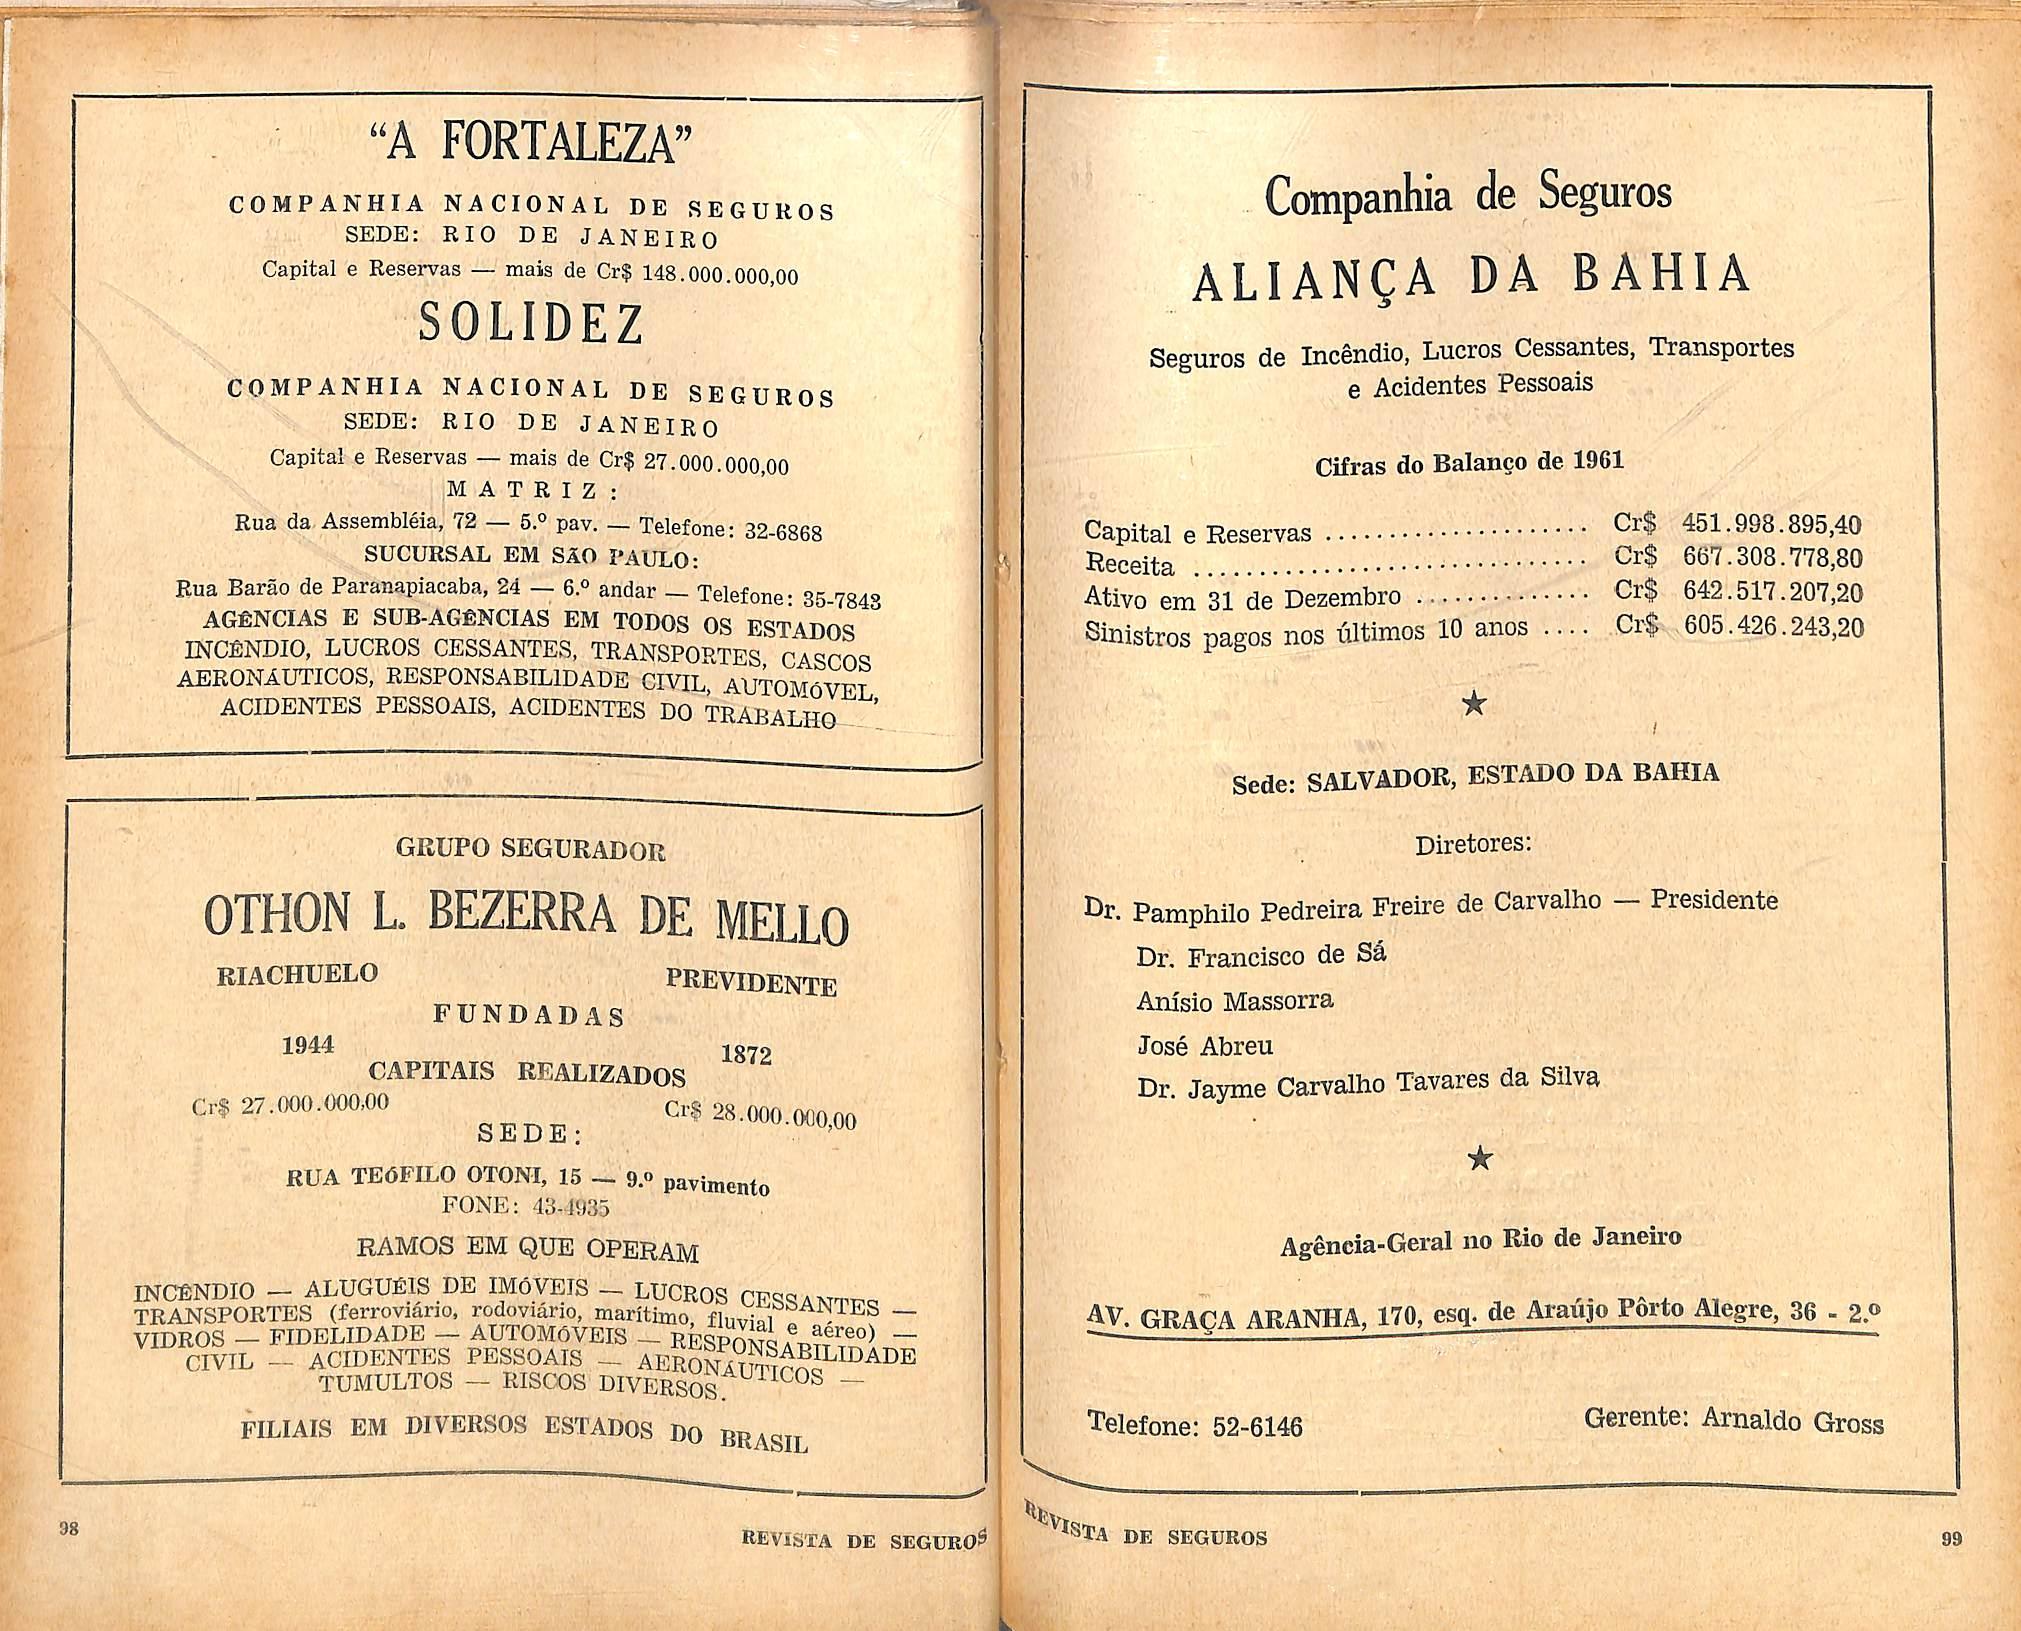 “A FORTALEZA”
COMPANHIA NACIONAL DE SEGUROS
SEDE: RIO DE JANEIRO
Capital e Reservas — mais de Cr$ 148.000.000,00
SOLIDEZ
COMPANHIA NACIONAL DE SEGUROS
SEDE: RIO DE JANEIRO
Capital e Reservas — mais de Cr$ 27.000.000,00
MATRIZ:
Rua da Assembléia, 72 — 5.º pav. — Telefone: 32-6868
SUCURSAL EM SÃO PAULO:
Rua Barão de Paranapiacaba, 24 — 6.º andar — Telefone: 35-7843
AGÊNCIAS E SUB-AGÊNCIAS EM TODOS OS ESTADOS
INCÊNDIO, LUCROS CESSANTES, TRANSPORTES, CASCOS
AERONÁUTICOS, RESPONSABILIDADE CIVIL, AUTOMóVEL,
ACIDENTES PESSOAIS, ACIDENTES DO TRABALHO
GRUPO SEGURADOR
OTHON L. BEZERRA DE MELLO
RIACHUELO PREVIDENTE
FUNDADAS
1944 1872
CAPITAIS REALIZADOS
Cr$ 27.000.000,00 Cr$ 28.000.000,00
SEDE:
RUA TEóFILO OTONI, 15 — 9.º pavimento
FONE: 43-4935
RAMOS EM QUE OPERAM
INCÊNDIO — ALUGUÉIS DE IMóVEIS — LUCROS CESSANTES —
TRANSPORTES (ferroviário, rodoviário, marítimo, fluvial e aéreo) —
VIDROS — FIDELIDADE — AUTOMóVEIS — RESPONSABILIDADE
CIVIL — ACIDENTES PESSOAIS — AERONÁUTICOS —
TUMULTOS — RISCOS DIVERSOS.
FILIAIS EM DIVERSOS ESTADOS DO BRASIL
98 REVISTA DE SEGUROS
Companhia de Seguros
ALIANÇA DA BAHIA
Seguros de Incêndio, Lucros Cessantes, Transportes
e Acidentes Pessoais
Cifras do Balanço de 1961
Capital e Reservas ..................... Cr$ 451.998.895,40
Receita ............................... Cr$ 667.308.778,80
Ativo em 31 de Dezembro .............. Cr$ 642.517.207,20
Sinistros pagos nos últimos 10 anos .... Cr$ 605.426.243,20
★
Sede: SALVADOR, ESTADO DA BAHIA
Diretores:
Dr. Pamphilo Pedreira Freire de Carvalho — Presidente
Dr. Francisco de Sá
Anísio Massorra
José Abreu
Dr. Jayme Carvalho Tavares da Silva
★
Agência-Geral no Rio de Janeiro
AV. GRAÇA ARANHA, 170, esq. de Araújo Pôrto Alegre, 36 - 2.º
Telefone: 52-6146 Gerente: Arnaldo Gross
REVISTA DE SEGUROS 99